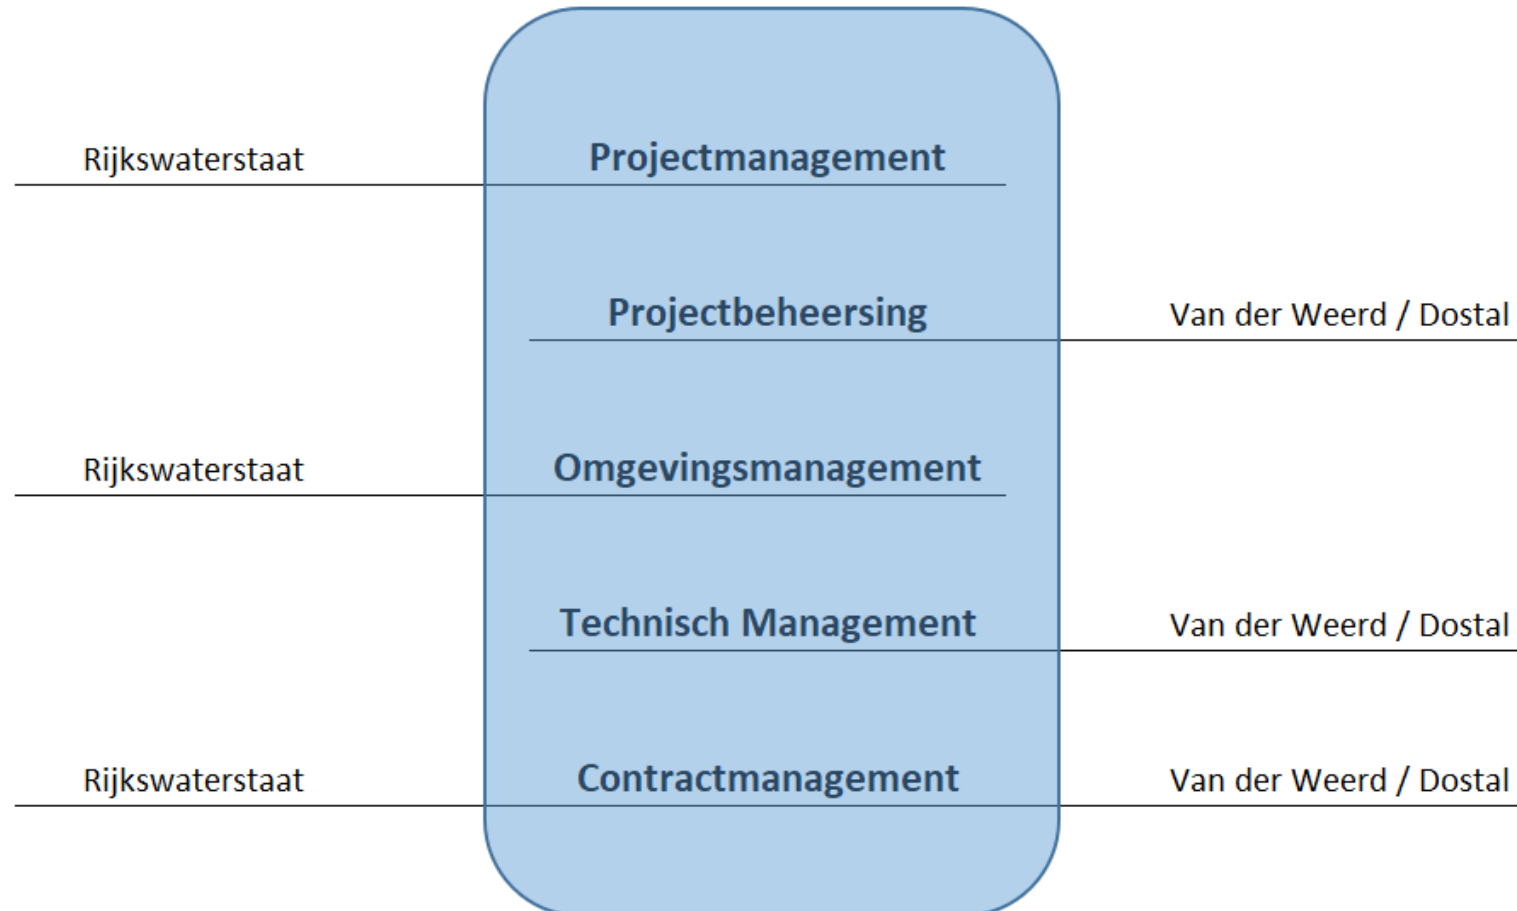 Rijkswaterstaat Projectmanagement
Projectbeheersing Van der Weerd / Dostal
Rijkswaterstaat Omgevingsmanagement
Technisch Management Van der Weerd / Dostal
Rijkswaterstaat Contractmanagement Van der Weerd / Dostal